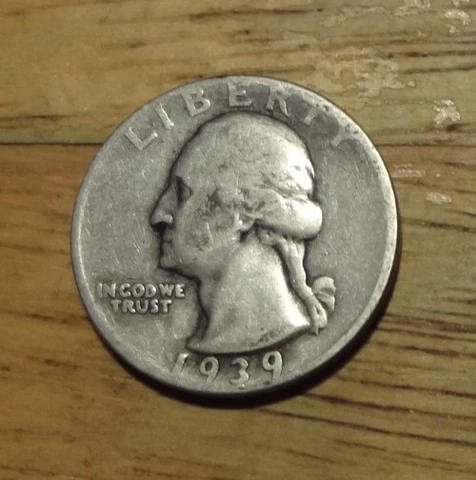 LIBERTY
IN GOD WE
TRUST
1939